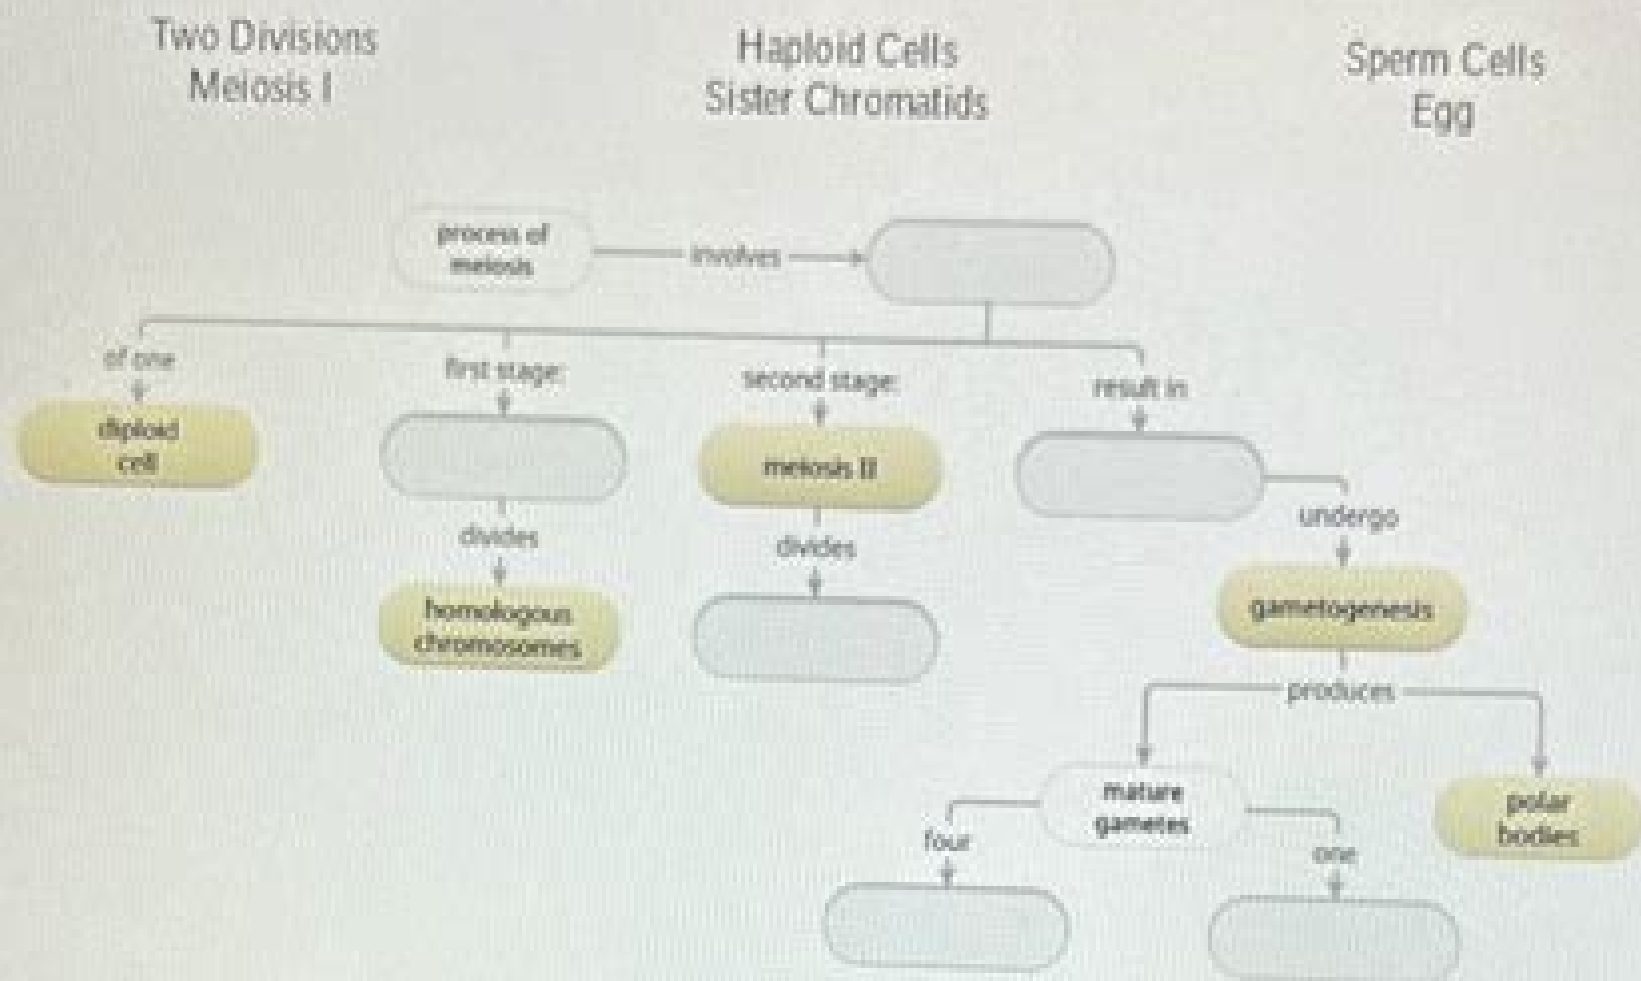 Two Divisions
Meiosis I
Haploid Cells
Sister Chromatids
Sperm Cells
Egg
process of
meiosis
involves
of one
first stage:
second stage:
result in
diploid
cell
meiosis II
undergo
divides
divides
homologous
chromosomes
gametogenesis
produces
mature
gametes
polar
bodies
four
one